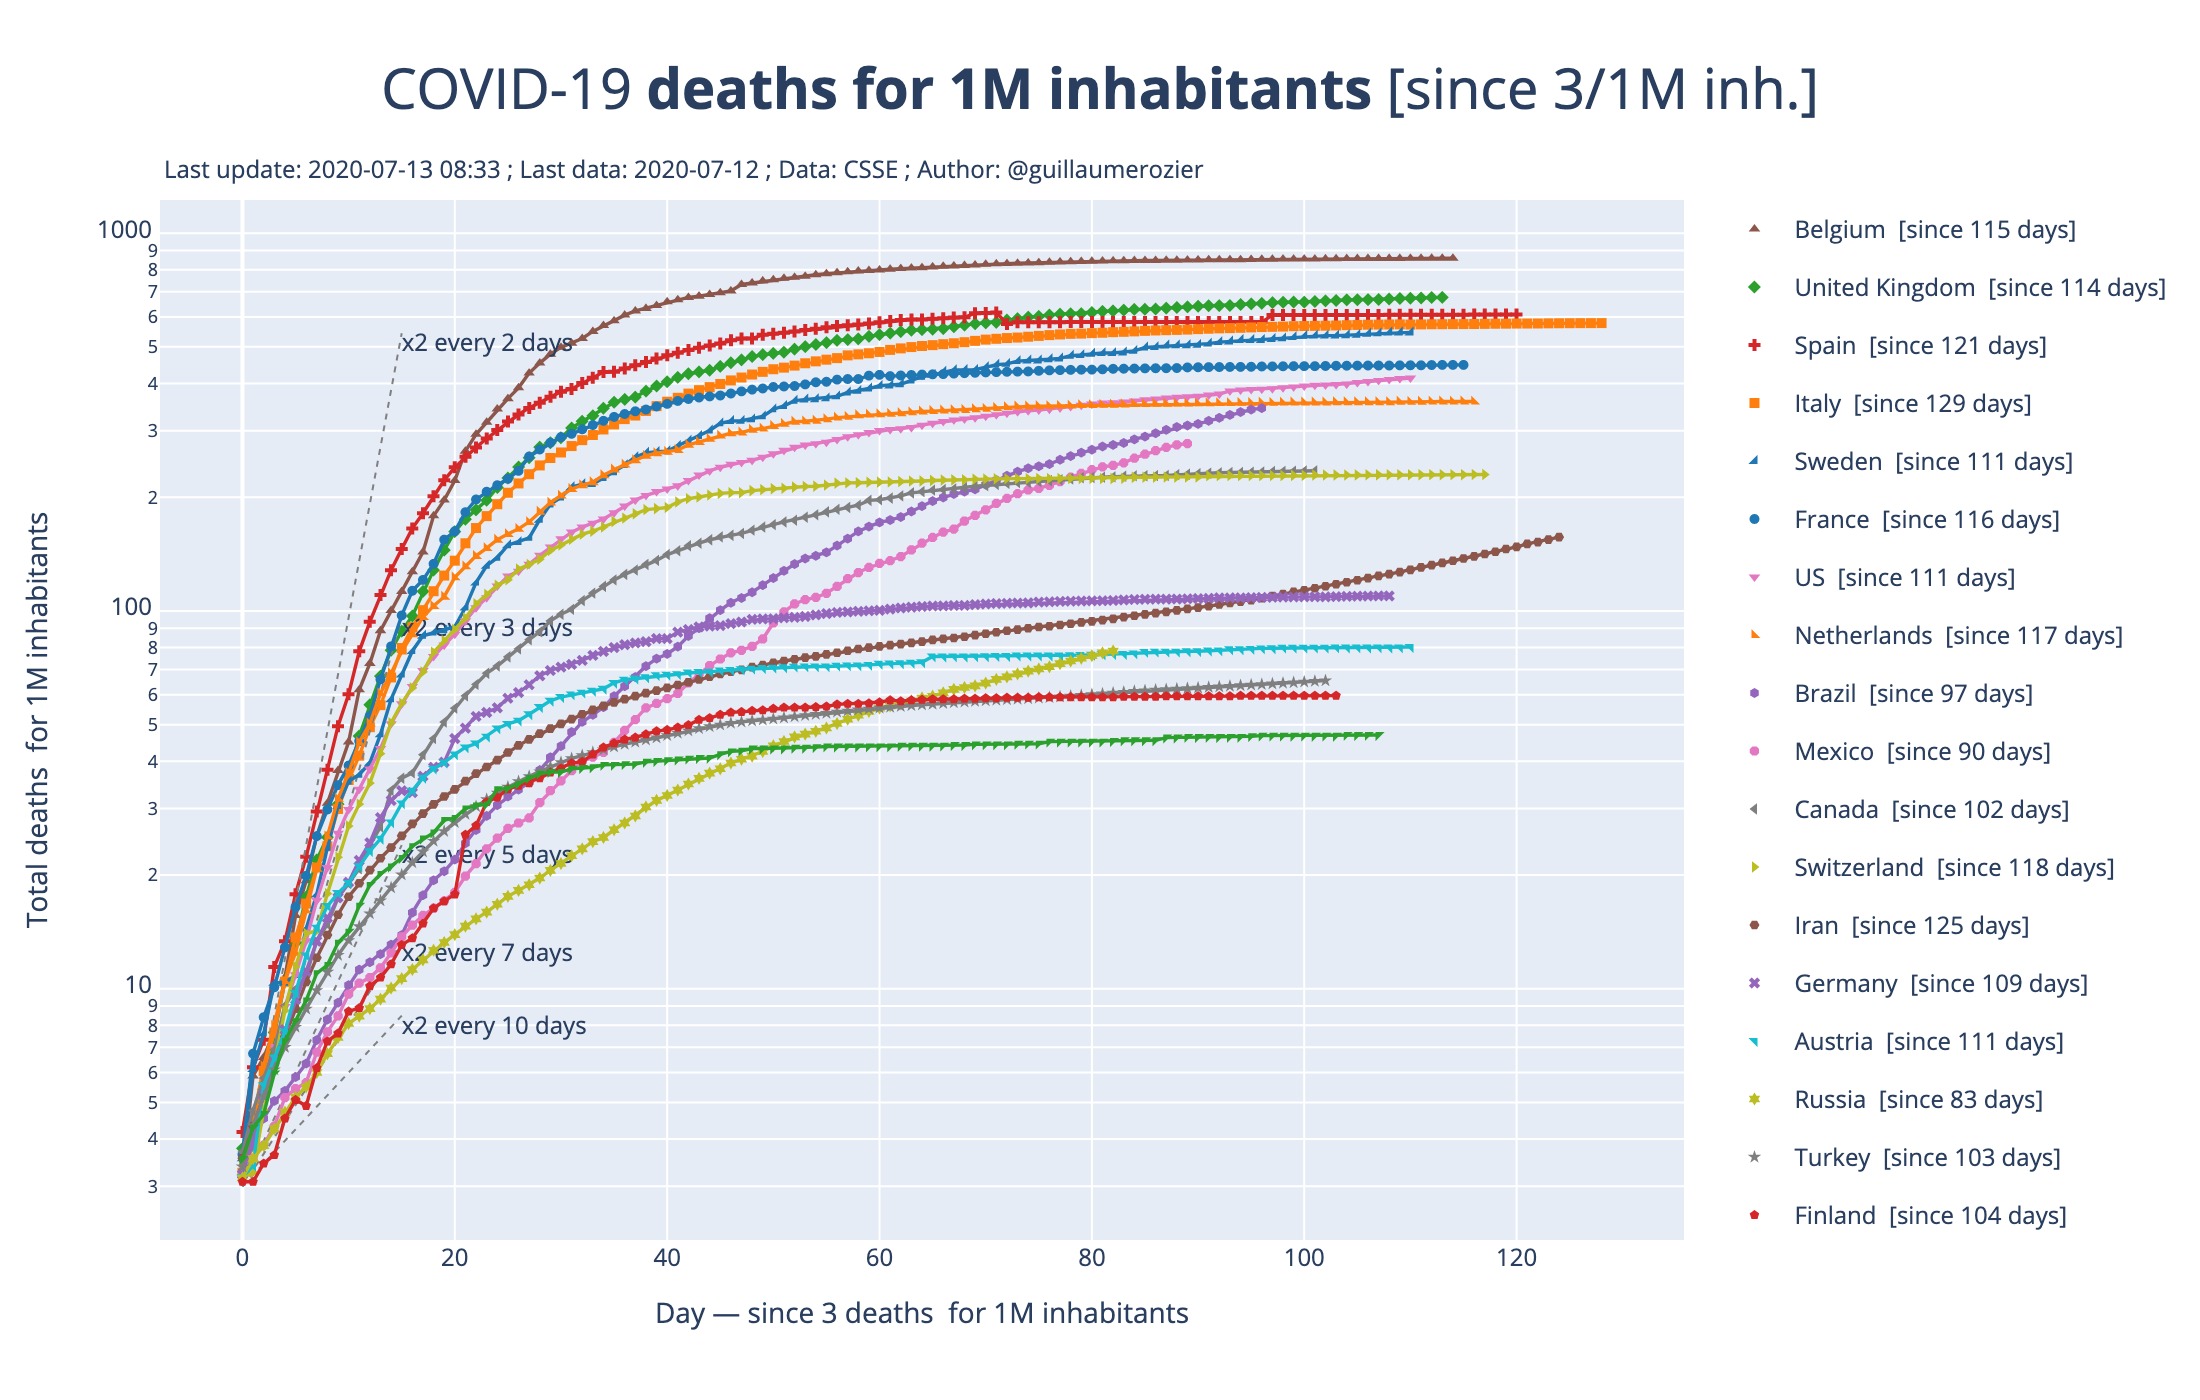 COVID-19 deaths for 1M inhabitants [since 3/1M inh.]
Last update: 2020-07-13 08:33 ; Last data: 2020-07-12 ; Data: CSSE ; Author: @guillaumerozier
Total deaths for 1M inhabitants
1000
9
8
7
6
5
4
3
2
100
9
8
7
6
5
4
3
2
10
9
8
7
6
5
4
3
x2 every 2 days
x2 every 3 days
x2 every 5 days
x2 every 7 days
x2 every 10 days
0 20 40 60 80 100 120
Day — since 3 deaths for 1M inhabitants
Belgium [since 115 days]
United Kingdom [since 114 days]
Spain [since 121 days]
Italy [since 129 days]
Sweden [since 111 days]
France [since 116 days]
US [since 111 days]
Netherlands [since 117 days]
Brazil [since 97 days]
Mexico [since 90 days]
Canada [since 102 days]
Switzerland [since 118 days]
Iran [since 125 days]
Germany [since 109 days]
Austria [since 111 days]
Russia [since 83 days]
Turkey [since 103 days]
Finland [since 104 days]